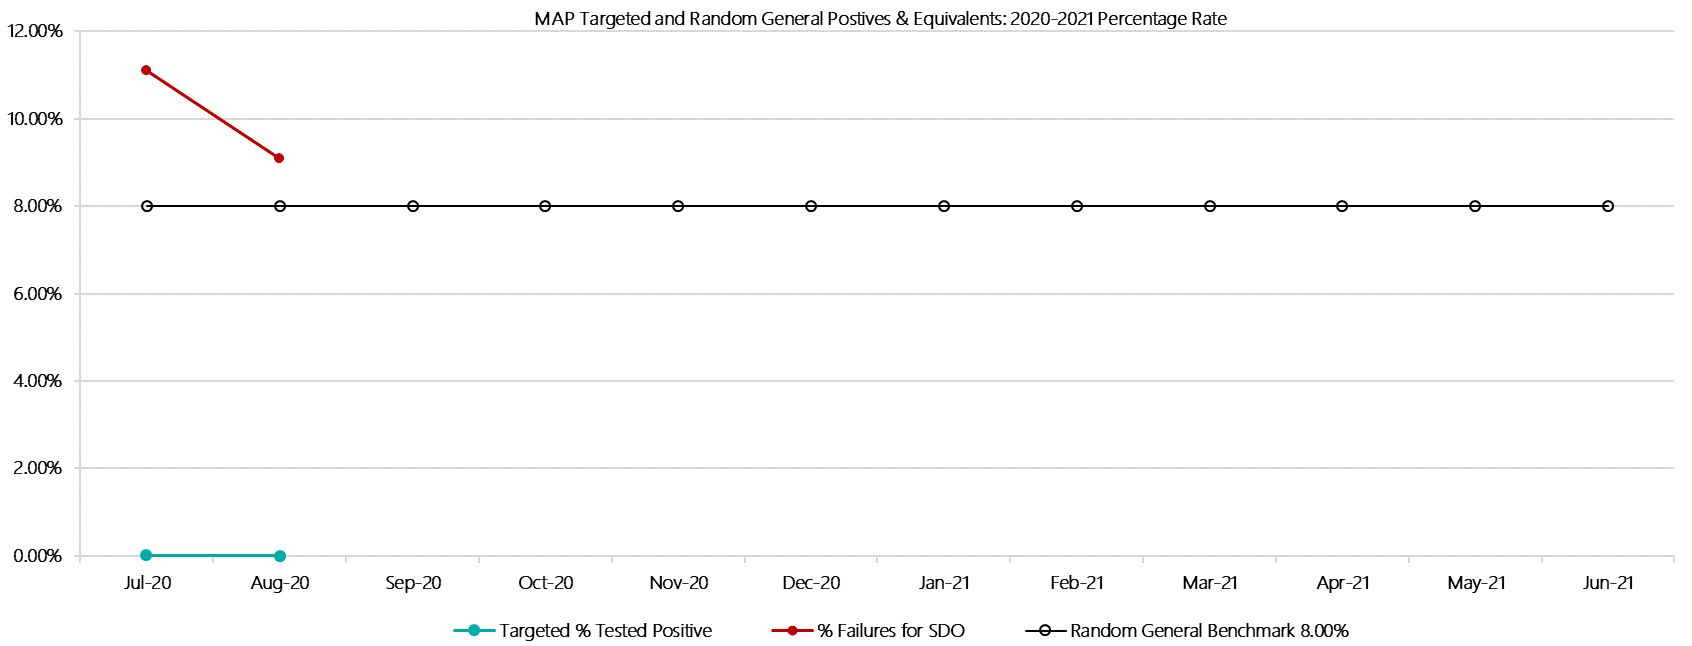 MAP Targeted and Random General Postives & Equivalents: 2020-2021 Percentage Rate
12.00%
10.00%
8.00%
6.00%
4.00%
2.00%
0.00%
Jul-20 Aug-20 Sep-20 Oct-20 Nov-20 Dec-20 Jan-21 Feb-21 Mar-21 Apr-21 May-21 Jun-21
Targeted % Tested Positive % Failures for SDO Random General Benchmark 8.00%